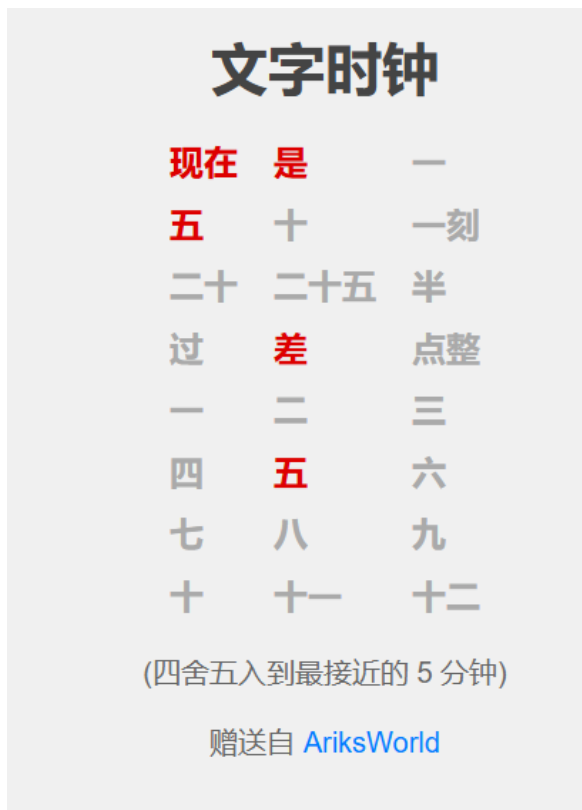 文字时钟
现在 是 一
五 十 一刻
二十 二十五 半
过 差 点整
一 二 三
四 五 六
七 八 九
十 十一 十二
(四舍五入到最接近的 5 分钟)
赠送自 AriksWorld